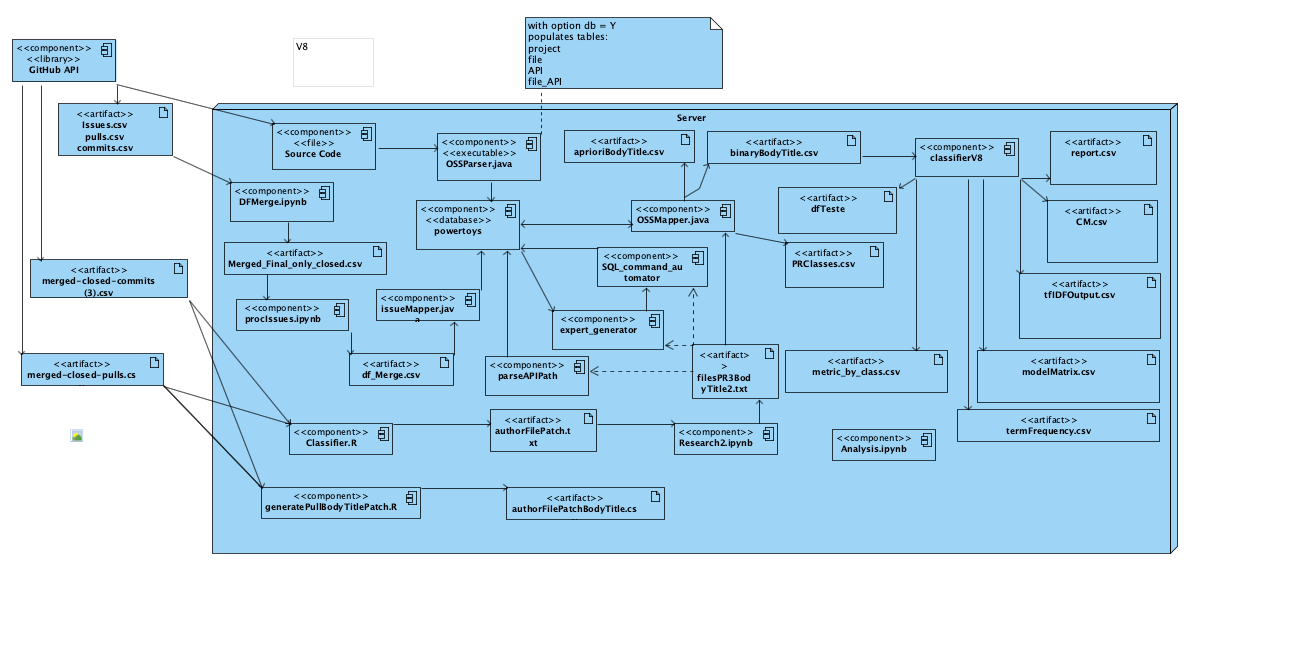 with option db = Y
populates tables:
project
file
API
file_API
V8
<<component>>
<<library>>
GitHub API
<<artifact>>
Issues.csv
pulls.csv
commits.csv
Server
<<component>>
<<file>>
Source Code
<<component>>
<<executable>>
OSSParser.java
<<artifact>>
aprioriBodyTitle.csv
<<artifact>>
binaryBodyTitle.csv
<<component>>
classifierV8
<<artifact>>
report.csv
<<component>>
DFMerge.ipynb
<<component>>
<<database>>
powertoys
<<component>>
OSSMapper.java
<<artifact>>
dfTeste
<<artifact>>
CM.csv
<<artifact>>
Merged_Final_only_closed.csv
<<component>>
SQL_command_au
tomator
<<artifact>>
PRClasses.csv
<<artifact>>
merged-closed-commits
(3).csv
<<component>>
procIssues.ipynb
<<component>>
issueMapper.jav
a
<<component>>
expert_generator
<<artifact>>
tfIDFOutput.csv
<<artifact>>
merged-closed-pulls.cs
<<artifact>>
df_Merge.csv
<<component>>
parseAPIPath
<<artifact>
>
filesPR3Bod
yTitle2.txt
<<artifact>>
metric_by_class.csv
<<artifact>>
modelMatrix.csv
<<component>>
Classifier.R
<<artifact>>
authorFilePatch.t
xt
<<component>>
Research2.ipynb
<<component>>
Analysis.ipynb
<<artifact>>
termFrequency.csv
<<component>>
generatePullBodyTitlePatch.R
<<artifact>>
authorFilePatchBodyTitle.cs